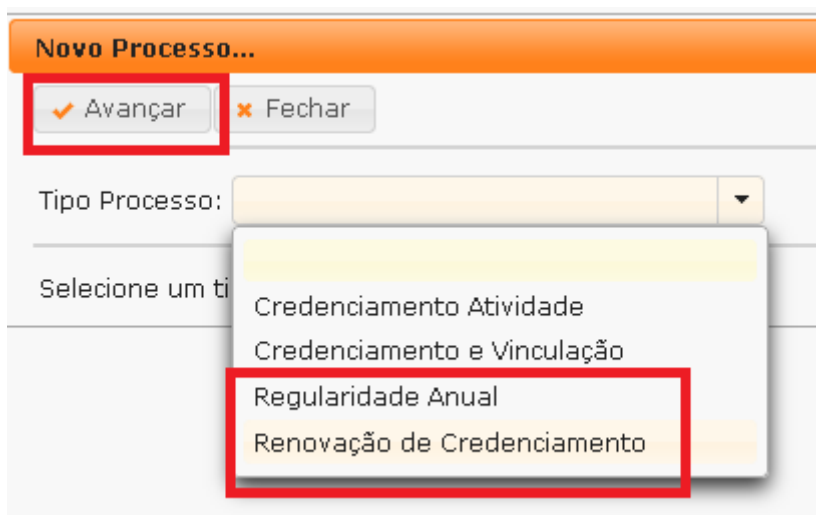 Novo Processo...
Avançar Fechar
Tipo Processo:
Selecione um ti
Credenciamento Atividade
Credenciamento e Vinculação
Regularidade Anual
Renovação de Credenciamento